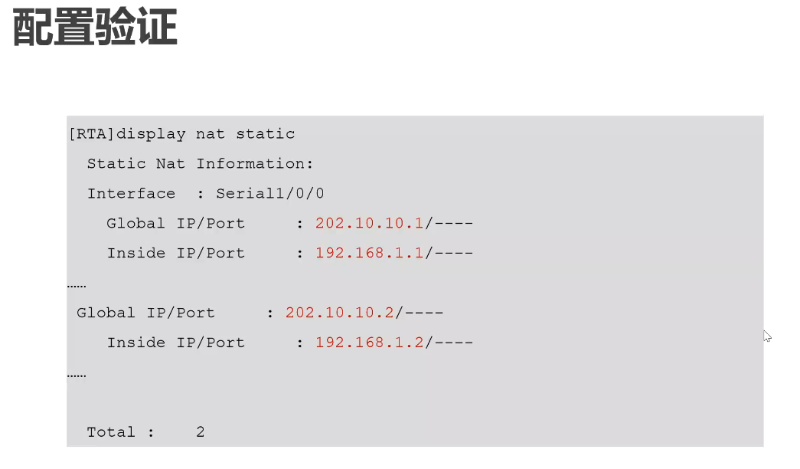 配置验证
[RTA]display nat static
Static Nat Information:
Interface : Serial1/0/0
Global IP/Port : 202.10.10.1/----
Inside IP/Port : 192.168.1.1/----
……
Global IP/Port : 202.10.10.2/----
Inside IP/Port : 192.168.1.2/----
……
Total : 2